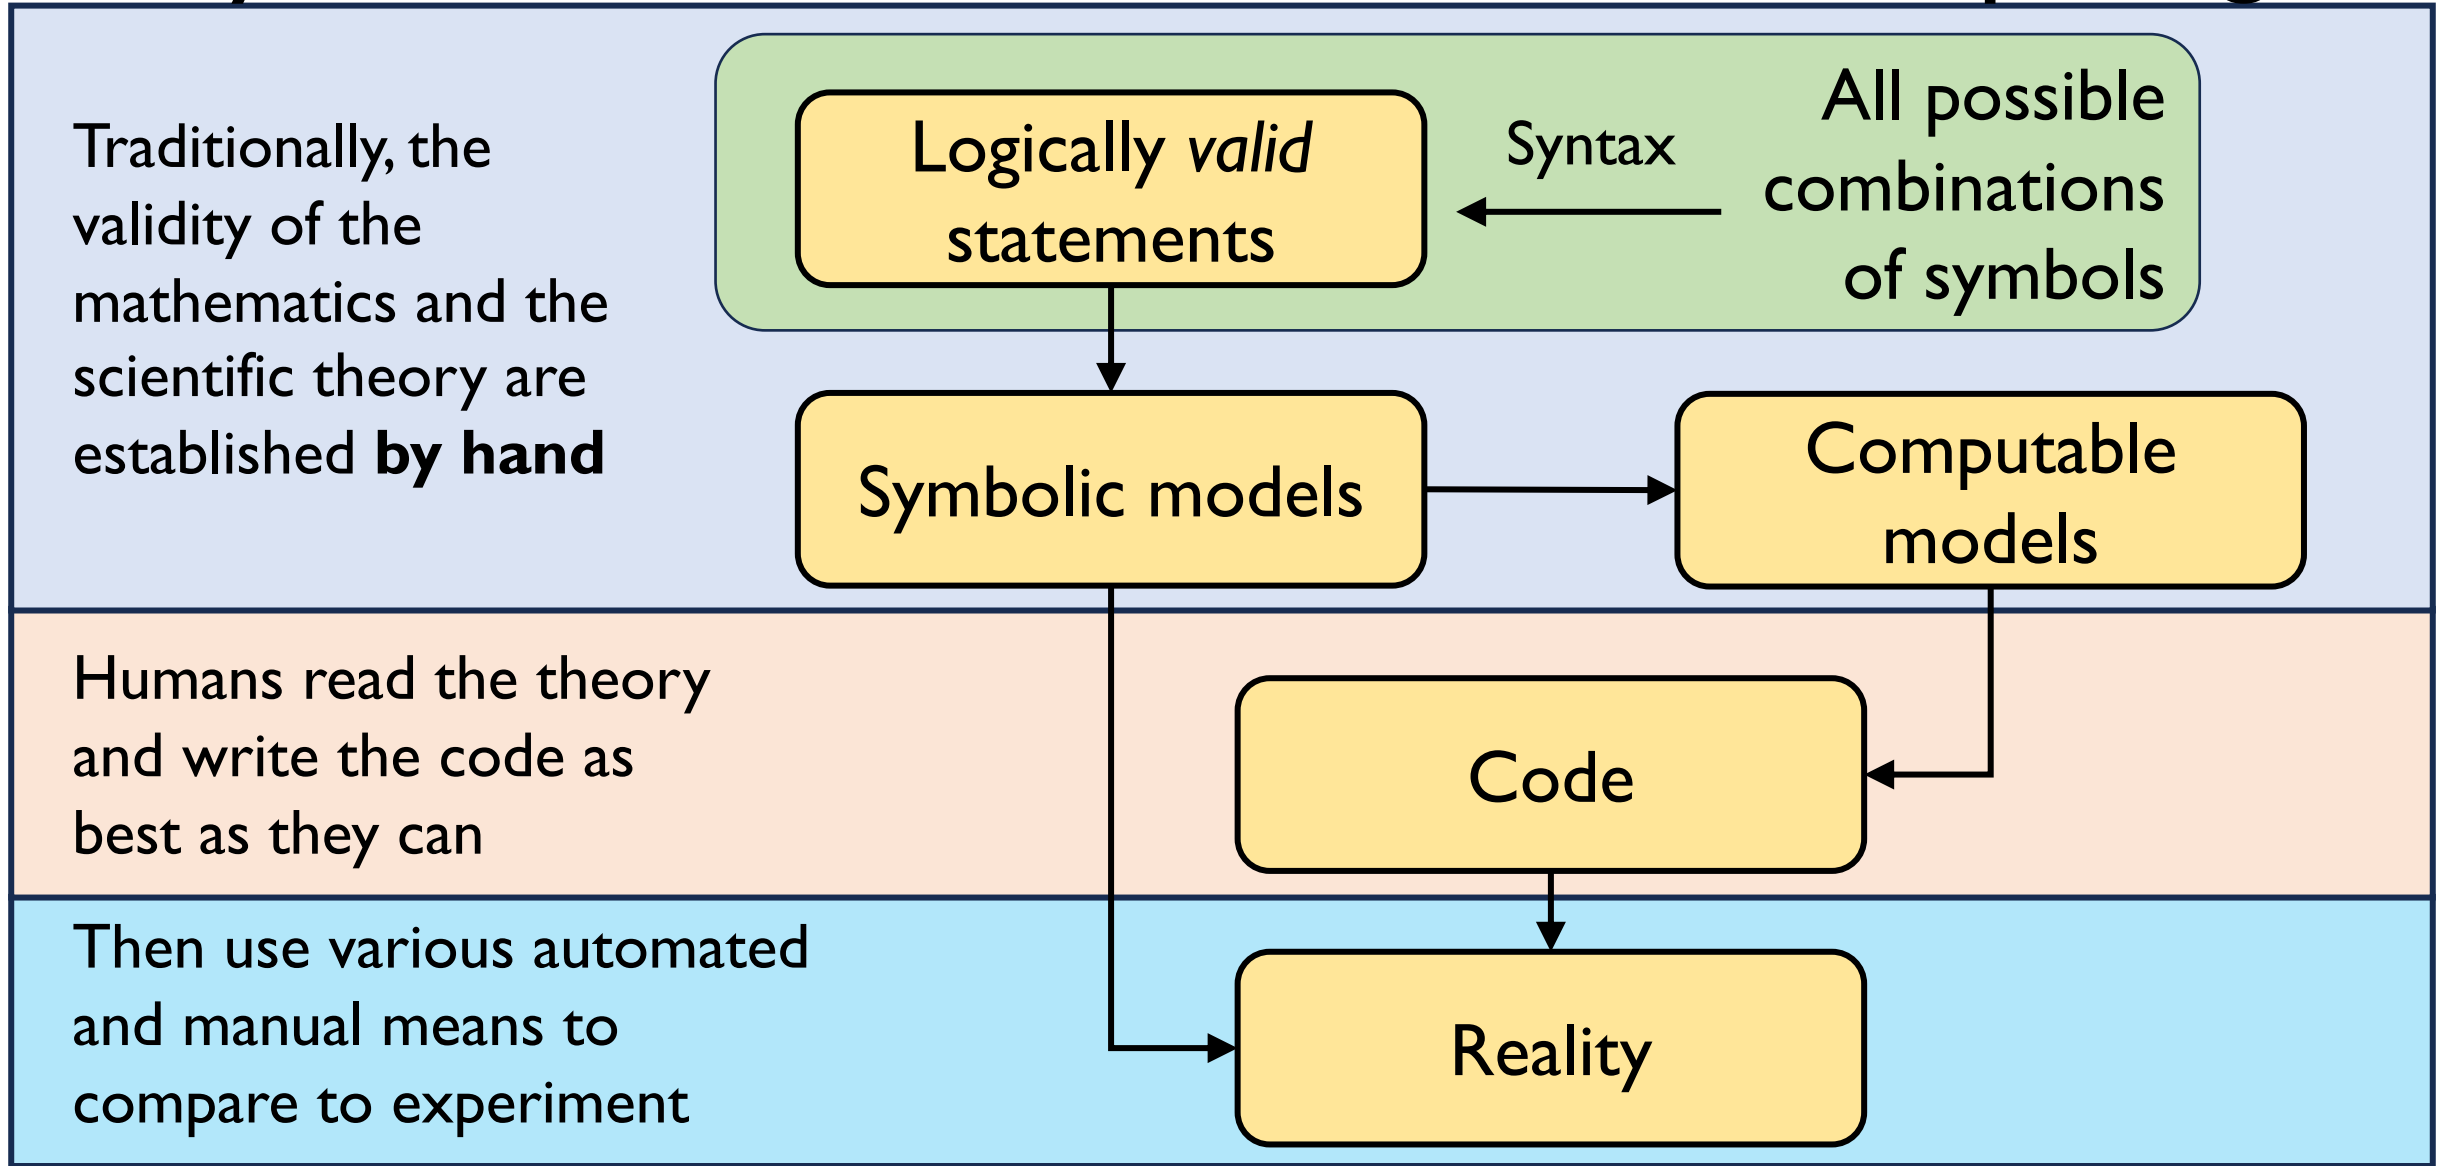 Traditionally, the
validity of the
mathematics and the
scientific theory are
established by hand
Logically valid
statements
Syntax
All possible
combinations
of symbols
Symbolic models
Computable
models
Humans read the theory
and write the code as
best as they can
Code
Then use various automated
and manual means to
compare to experiment
Reality